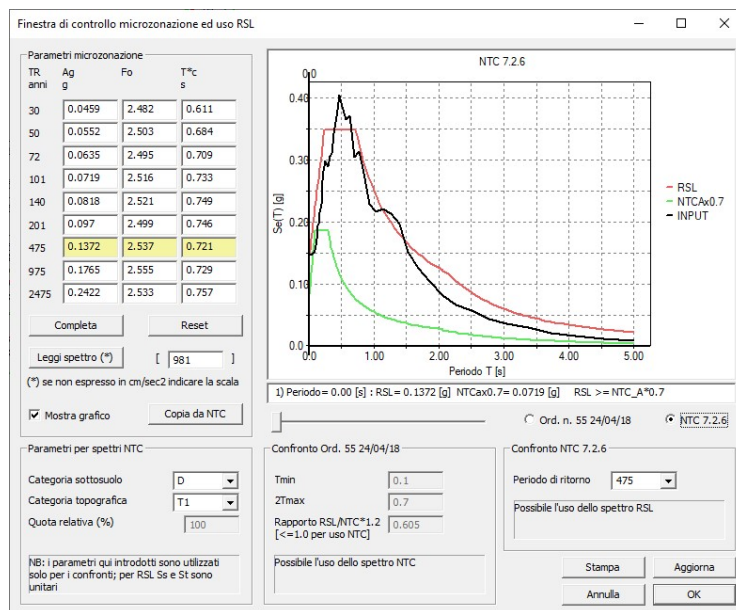 Finestra di controllo microzonazione ed uso RSL
Parametri microzonazione
TR Ag Fo T*c
anni g s
30 0.0459 2.482 0.611
50 0.0552 2.503 0.684
72 0.0635 2.495 0.709
101 0.0719 2.516 0.733
140 0.0818 2.521 0.749
201 0.097 2.499 0.746
475 0.1372 2.537 0.721
975 0.1765 2.555 0.729
2475 0.2422 2.533 0.757
Completa Reset
Leggi spettro (*) [ 981 ]
(*) se non espresso in cm/sec2 indicare la scala
Mostra grafico Copia da NTC
NTC 7.2.6
0.0
0.40
0.30
0.20
0.10
0.0
Se(T) [g]
0.0 1.00 2.00 3.00 4.00 5.00
Periodo T [s]
RSL
NTCAx0.7
INPUT
1) Periodo= 0.00 [s] : RSL= 0.1372 [g] NTCax0.7= 0.0719 [g] RSL >= NTC_A*0.7
Ord. n. 55 24/04/18 NTC 7.2.6
Parametri per spettri NTC
Categoria sottosuolo D
Categoria topografica T1
Quota relativa (%) 100
NB: i parametri qui introdotti sono utilizzati
solo per i confronti; per RSL Ss e St sono
unitari
Confronto Ord. 55 24/04/18
Tmin 0.1
2Tmax 0.7
Rapporto RSL/NTC*1.2 0.605
[<=1.0 per uso NTC]
Possibile l'uso dello spettro NTC
Confronto NTC 7.2.6
Periodo di ritorno 475
Possibile l'uso dello spettro RSL
Stampa Aggiorna
Annulla OK